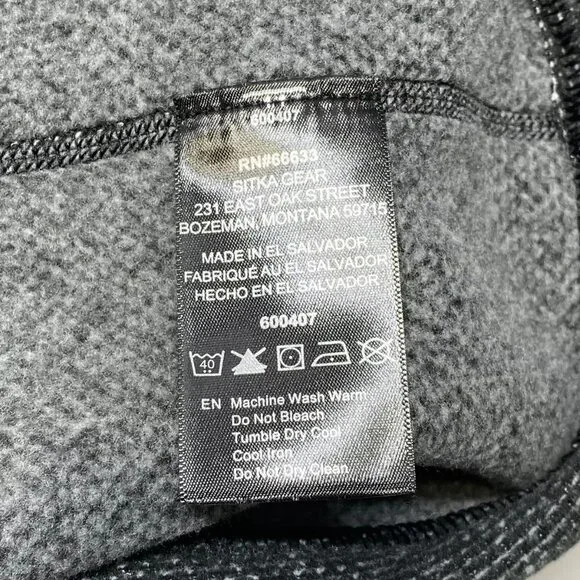 600407
RN#66633
SITKA GEAR
231 EAST OAK STREET
BOZEMAN, MONTANA 59715
MADE IN EL SALVADOR
FABRIQUÉ AU EL SALVADOR
HECHO EN EL SALVADOR
600407
40
EN Machine Wash Warm
Do Not Bleach
Tumble Dry Cool
Cool Iron
Do Not Dry Clean